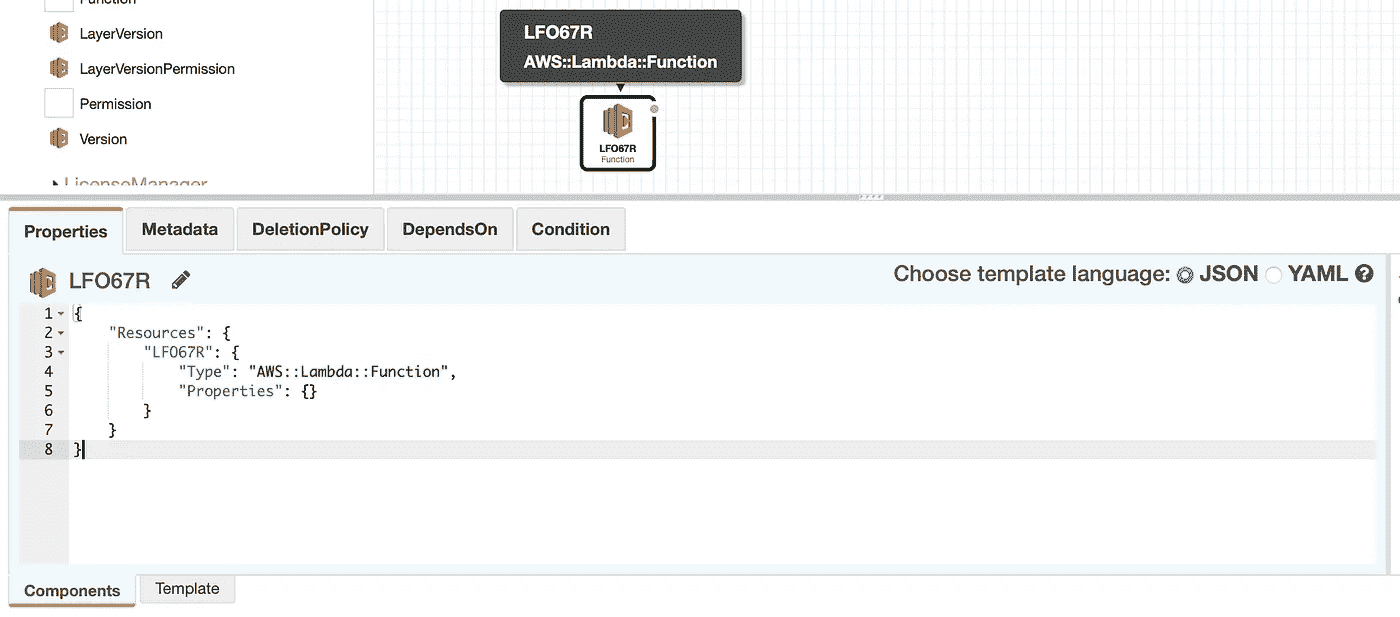 Function
LayerVersion
LayerVersionPermission
Permission
Version
LicenseManager
LFO67R
AWS::Lambda::Function
LFO67R
Function
Properties
Metadata
DeletionPolicy
DependsOn
Condition
LFO67R
Choose template language: JSON YAML ?
1 {
2 "Resources": {
3 "LFO67R": {
4 "Type": "AWS::Lambda::Function",
5 "Properties": {}
6 }
7 }
8 }
Components
Template